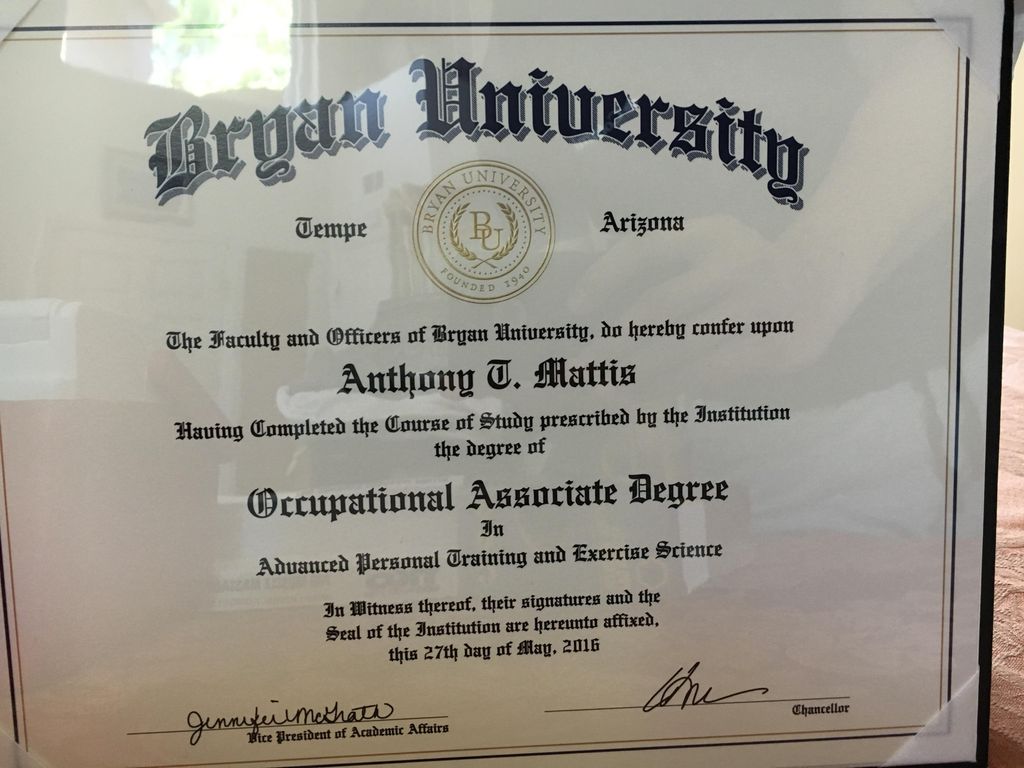 Bryan University
Tempe
Arizona
BRYAN UNIVERSITY
BU
FOUNDED 1940
The Faculty and Officers of Bryan University, do hereby confer upon
Anthony T. Mattis
Having Completed the Course of Study prescribed by the Institution
the degree of
Occupational Associate Degree
In
Advanced Personal Training and Exercise Science
In Witness thereof, their signatures and the
Seal of the Institution are hereunto affixed,
this 27th day of May, 2016
Jennifer
Vice President of Academic Affairs
Chancellor